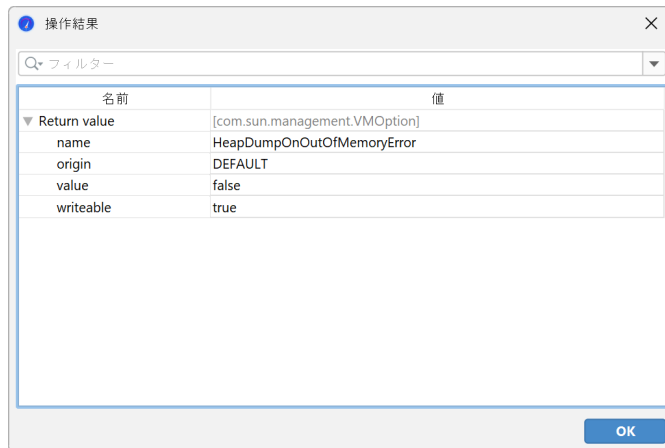 操作結果
フィルター
名前 値
Return value [com.sun.management.VMOption]
name HeapDumpOnOutOfMemoryError
origin DEFAULT
value false
writeable true
OK